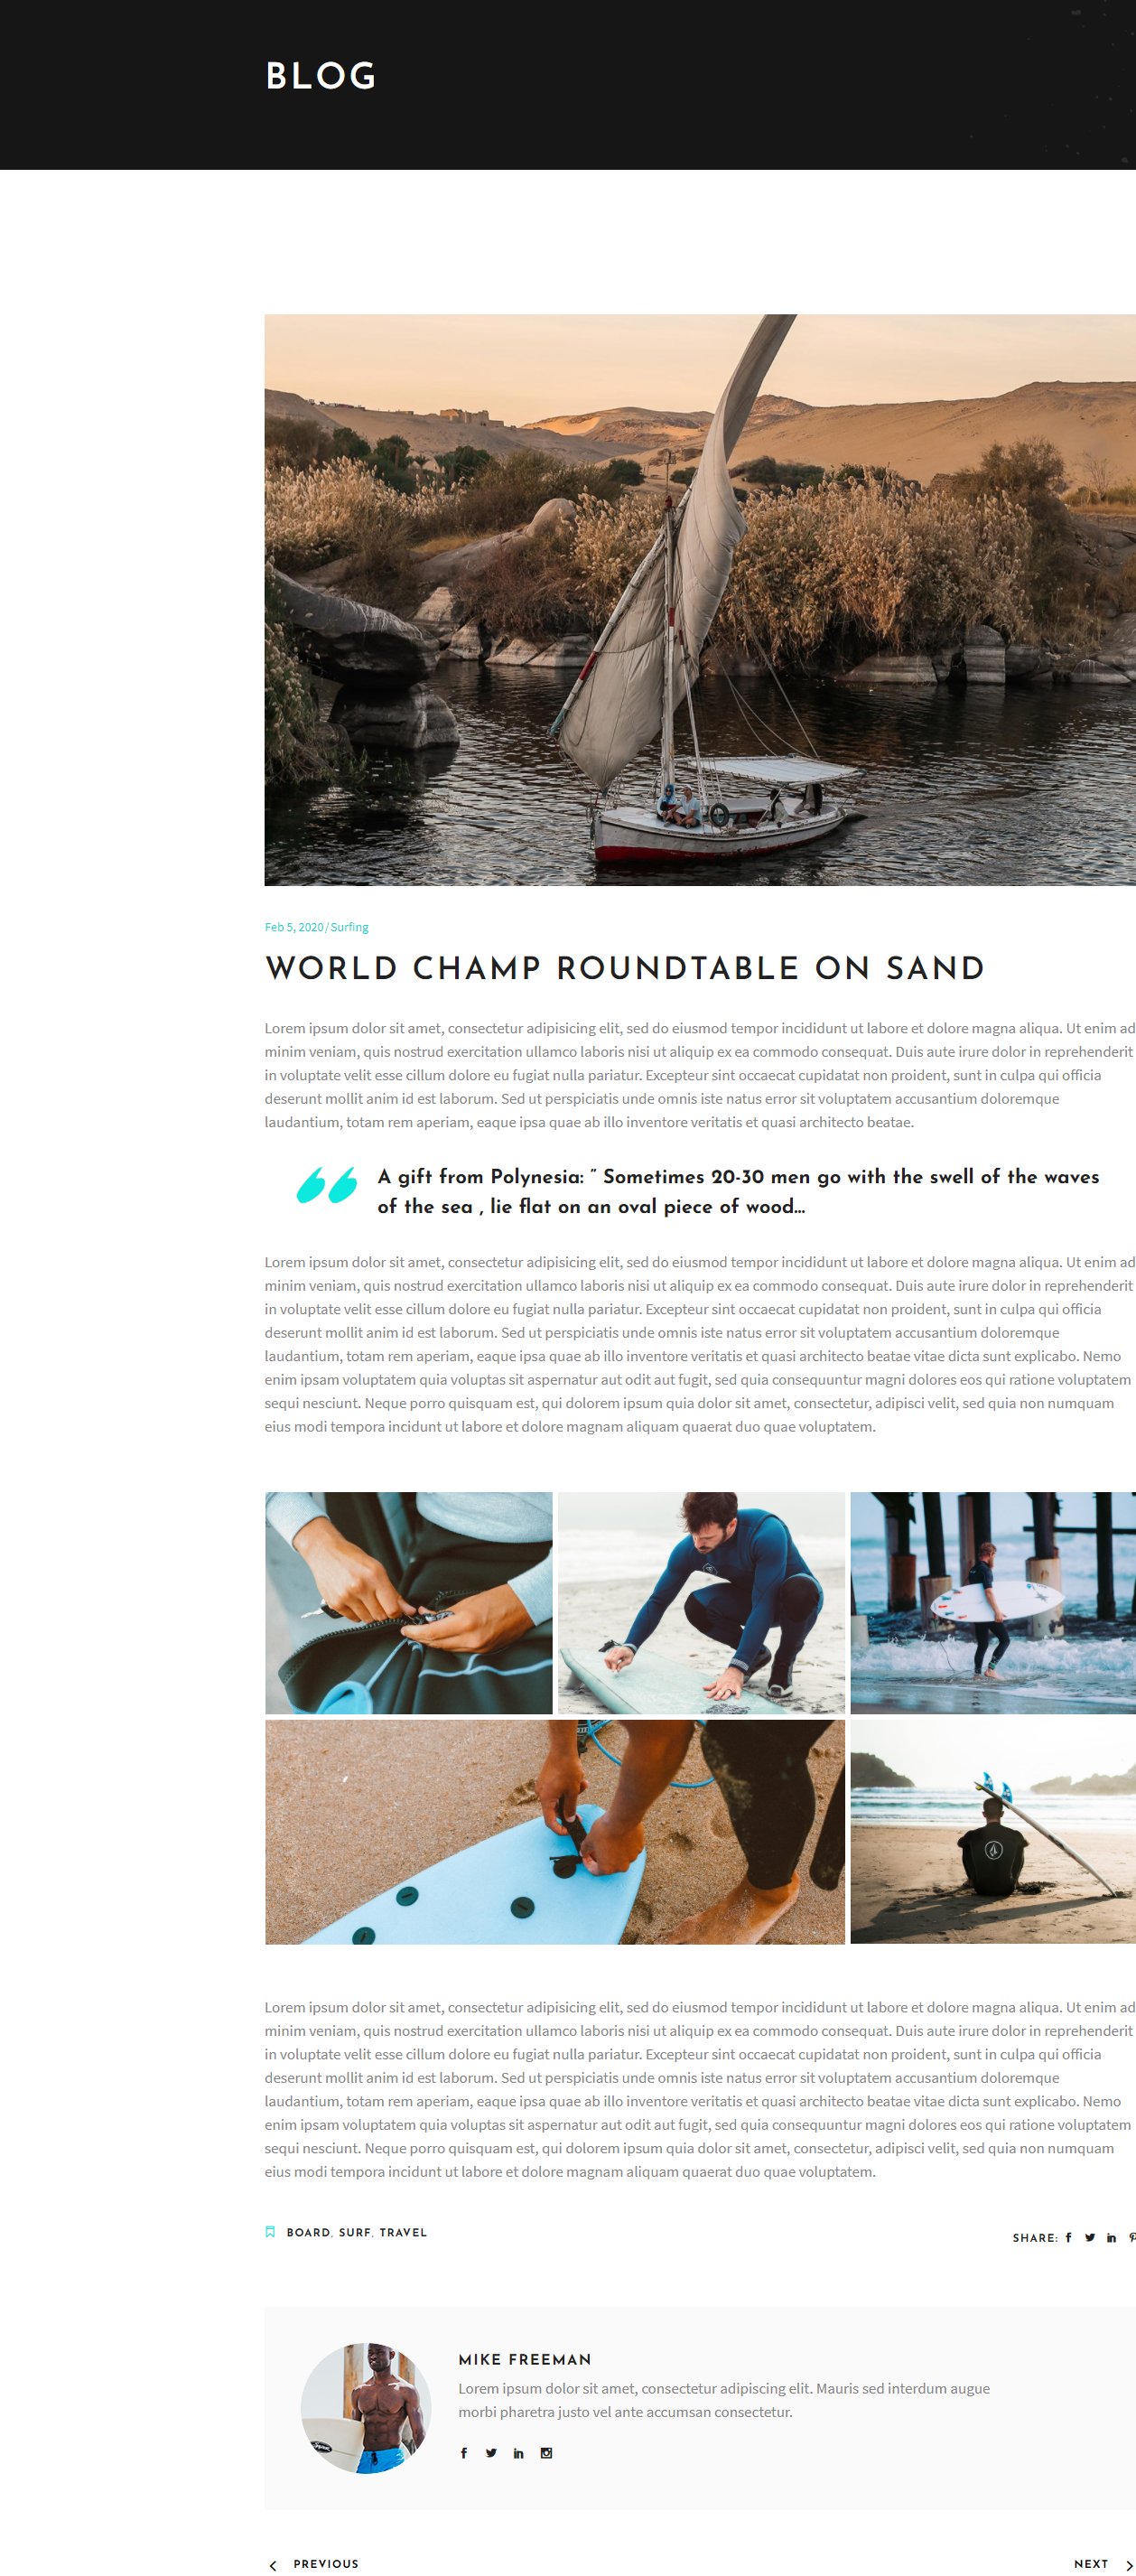 BLOG
Feb 5, 2020 / Surfing
WORLD CHAMP ROUNDTABLE ON SAND
Lorem ipsum dolor sit amet, consectetur adipisicing elit, sed do eiusmod tempor incididunt ut labore et dolore magna aliqua. Ut enim ad
minim veniam, quis nostrud exercitation ullamco laboris nisi ut aliquip ex ea commodo consequat. Duis aute irure dolor in reprehenderit
in voluptate velit esse cillum dolore eu fugiat nulla pariatur. Excepteur sint occaecat cupidatat non proident, sunt in culpa qui officia
deserunt mollit anim id est laborum. Sed ut perspiciatis unde omnis iste natus error sit voluptatem accusantium doloremque
laudantium, totam rem aperiam, eaque ipsa quae ab illo inventore veritatis et quasi architecto beatae.
A gift from Polynesia: ” Sometimes 20-30 men go with the swell of the waves
of the sea , lie flat on an oval piece of wood...
Lorem ipsum dolor sit amet, consectetur adipisicing elit, sed do eiusmod tempor incididunt ut labore et dolore magna aliqua. Ut enim ad
minim veniam, quis nostrud exercitation ullamco laboris nisi ut aliquip ex ea commodo consequat. Duis aute irure dolor in reprehenderit
in voluptate velit esse cillum dolore eu fugiat nulla pariatur. Excepteur sint occaecat cupidatat non proident, sunt in culpa qui officia
deserunt mollit anim id est laborum. Sed ut perspiciatis unde omnis iste natus error sit voluptatem accusantium doloremque
laudantium, totam rem aperiam, eaque ipsa quae ab illo inventore veritatis et quasi architecto beatae vitae dicta sunt explicabo. Nemo
enim ipsam voluptatem quia voluptas sit aspernatur aut odit aut fugit, sed quia consequuntur magni dolores eos qui ratione voluptatem
sequi nesciunt. Neque porro quisquam est, qui dolorem ipsum quia dolor sit amet, consectetur, adipisci velit, sed quia non numquam
eius modi tempora incidunt ut labore et dolore magnam aliquam quaerat duo quae voluptatem.
Lorem ipsum dolor sit amet, consectetur adipisicing elit, sed do eiusmod tempor incididunt ut labore et dolore magna aliqua. Ut enim ad
minim veniam, quis nostrud exercitation ullamco laboris nisi ut aliquip ex ea commodo consequat. Duis aute irure dolor in reprehenderit
in voluptate velit esse cillum dolore eu fugiat nulla pariatur. Excepteur sint occaecat cupidatat non proident, sunt in culpa qui officia
deserunt mollit anim id est laborum. Sed ut perspiciatis unde omnis iste natus error sit voluptatem accusantium doloremque
laudantium, totam rem aperiam, eaque ipsa quae ab illo inventore veritatis et quasi architecto beatae vitae dicta sunt explicabo. Nemo
enim ipsam voluptatem quia voluptas sit aspernatur aut odit aut fugit, sed quia consequuntur magni dolores eos qui ratione voluptatem
sequi nesciunt. Neque porro quisquam est, qui dolorem ipsum quia dolor sit amet, consectetur, adipisci velit, sed quia non numquam
eius modi tempora incidunt ut labore et dolore magnam aliquam quaerat duo quae voluptatem.
BOARD, SURF, TRAVEL
SHARE:
MIKE FREEMAN
Lorem ipsum dolor sit amet, consectetur adipiscing elit. Mauris sed interdum augue
morbi pharetra justo vel ante accumsan consectetur.
PREVIOUS
NEXT